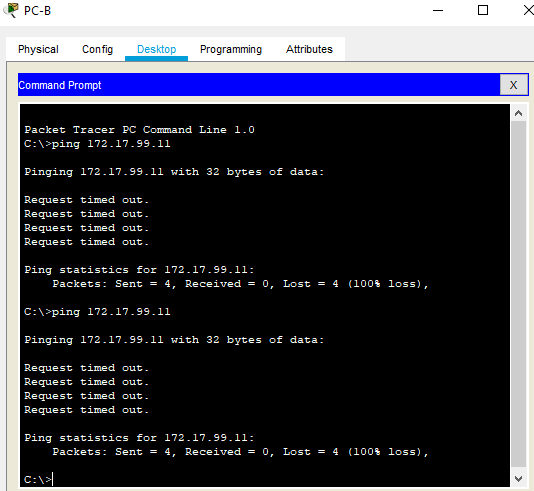 PC-B
Physical Config Desktop Programming Attributes
Command Prompt
X
Packet Tracer PC Command Line 1.0
C:\>ping 172.17.99.11
Pinging 172.17.99.11 with 32 bytes of data:
Request timed out.
Request timed out.
Request timed out.
Request timed out.
Ping statistics for 172.17.99.11:
Packets: Sent = 4, Received = 0, Lost = 4 (100% loss),
C:\>ping 172.17.99.11
Pinging 172.17.99.11 with 32 bytes of data:
Request timed out.
Request timed out.
Request timed out.
Request timed out.
Ping statistics for 172.17.99.11:
Packets: Sent = 4, Received = 0, Lost = 4 (100% loss),
C:\>